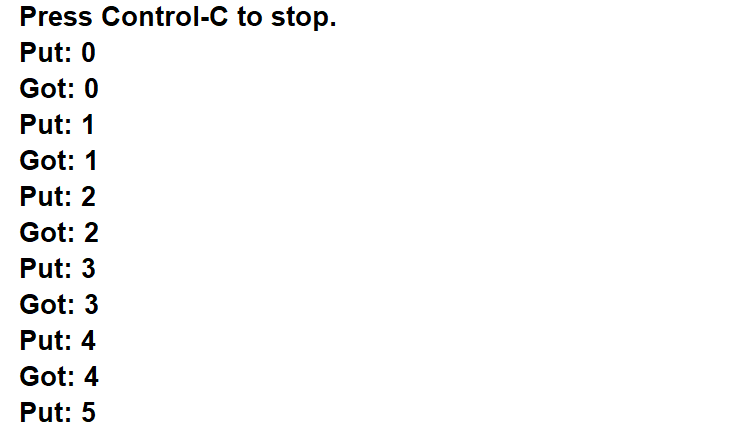 Press Control-C to stop.
Put: 0
Got: 0
Put: 1
Got: 1
Put: 2
Got: 2
Put: 3
Got: 3
Put: 4
Got: 4
Put: 5